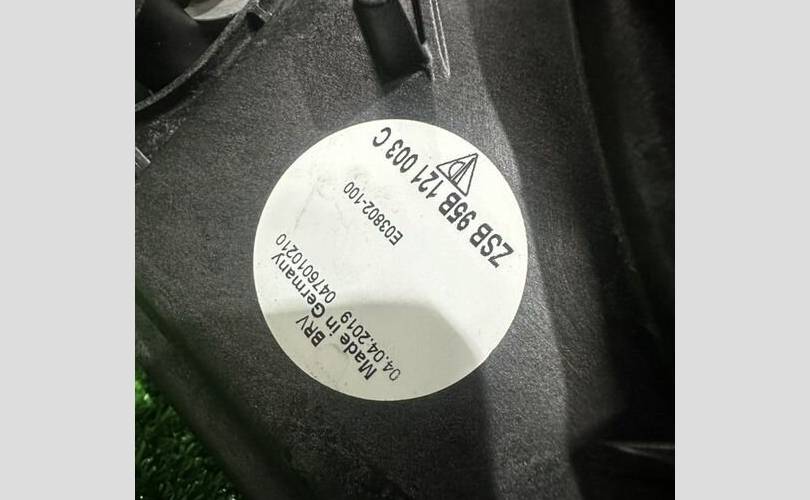 ZSB 95B 121 003 C
E03802-100
BRV
Made in Germany
04.04.2019 0476010210